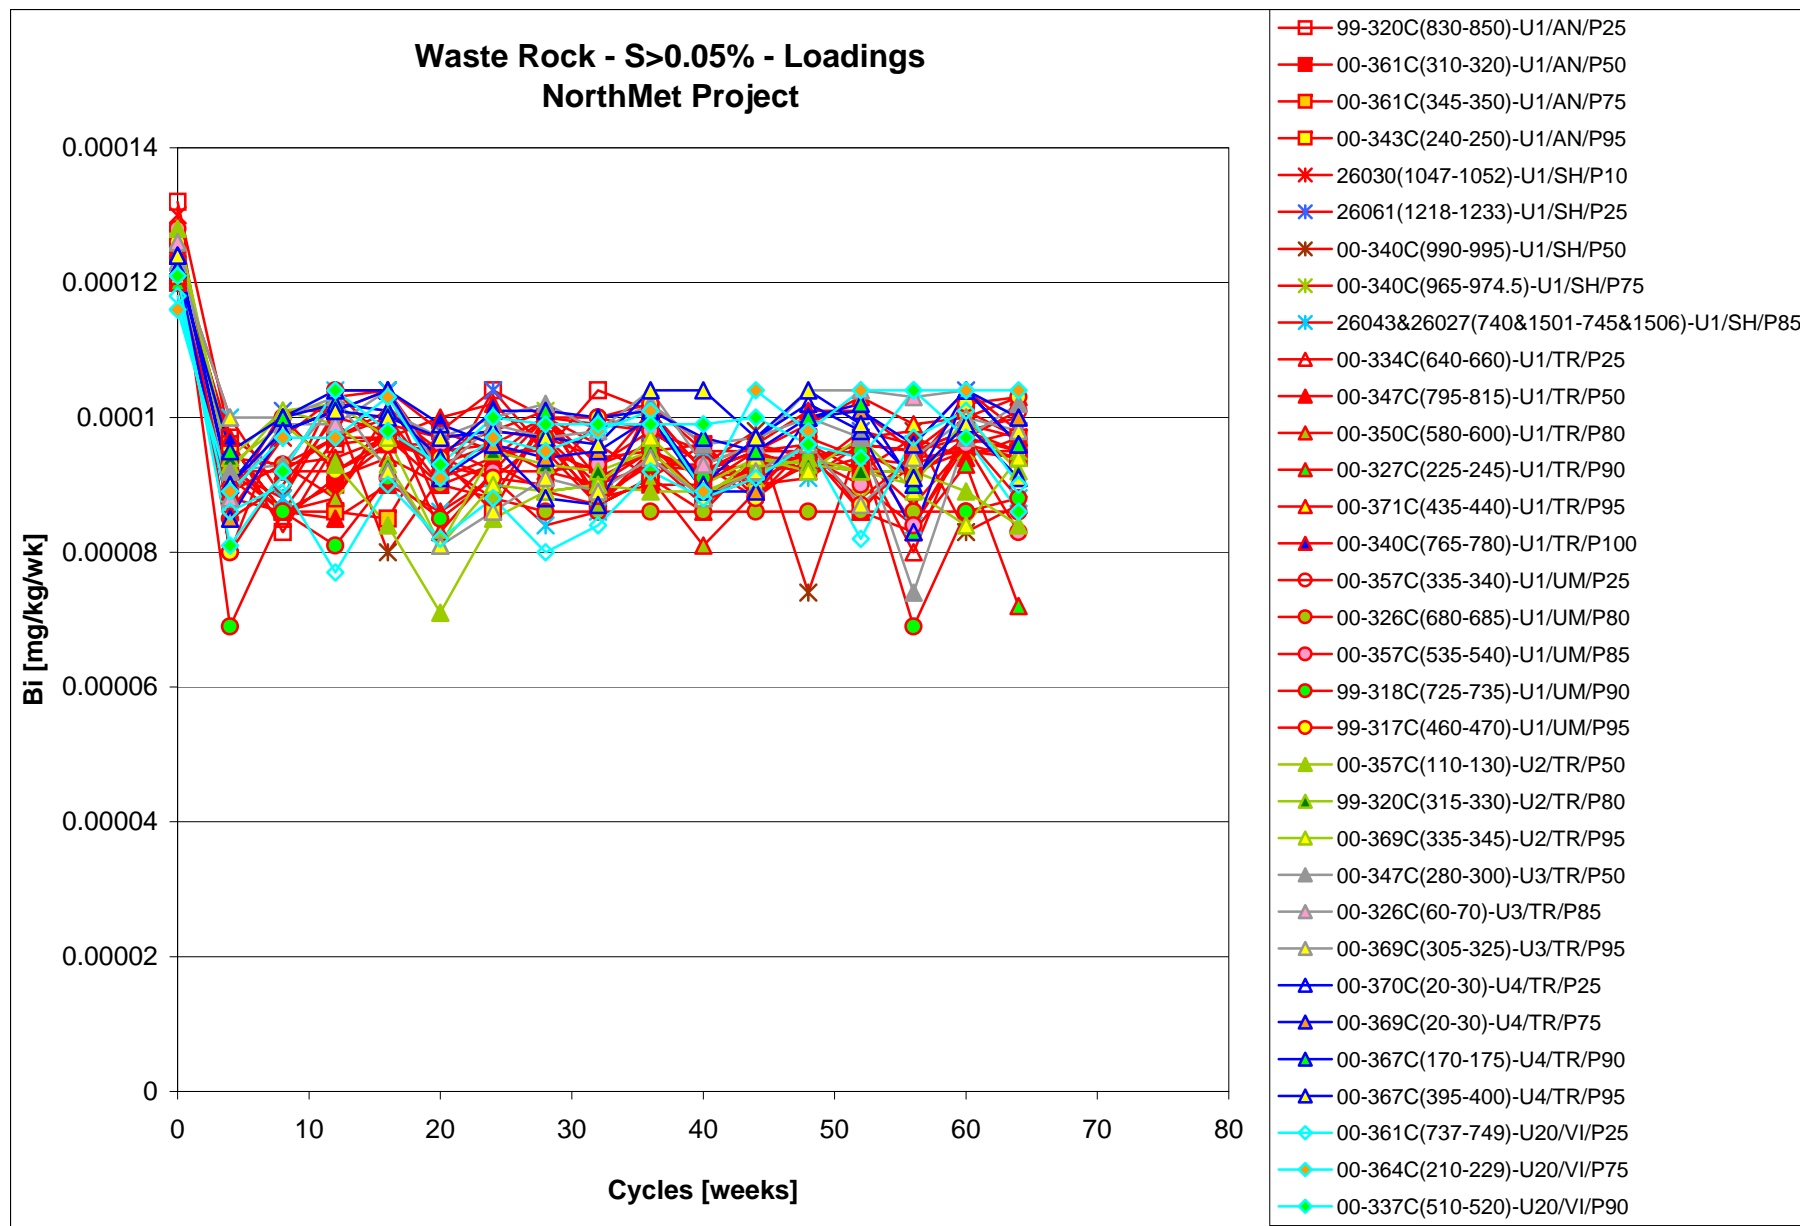 Waste Rock - S>0.05% - Loadings
NorthMet Project
0.00014
0.00012
0.0001
0.00008
0.00006
0.00004
0.00002
0
Bi [mg/kg/wk]
0 10 20 30 40 50 60 70 80
Cycles [weeks]
99-320C(830-850)-U1/AN/P25
00-361C(310-320)-U1/AN/P50
00-361C(345-350)-U1/AN/P75
00-343C(240-250)-U1/AN/P95
26030(1047-1052)-U1/SH/P10
26061(1218-1233)-U1/SH/P25
00-340C(990-995)-U1/SH/P50
00-340C(965-974.5)-U1/SH/P75
26043&26027(740&1501-745&1506)-U1/SH/P85
00-334C(640-660)-U1/TR/P25
00-347C(795-815)-U1/TR/P50
00-350C(580-600)-U1/TR/P80
00-327C(225-245)-U1/TR/P90
00-371C(435-440)-U1/TR/P95
00-340C(765-780)-U1/TR/P100
00-357C(335-340)-U1/UM/P25
00-326C(680-685)-U1/UM/P80
00-357C(535-540)-U1/UM/P85
99-318C(725-735)-U1/UM/P90
99-317C(460-470)-U1/UM/P95
00-357C(110-130)-U2/TR/P50
99-320C(315-330)-U2/TR/P80
00-369C(335-345)-U2/TR/P95
00-347C(280-300)-U3/TR/P50
00-326C(60-70)-U3/TR/P85
00-369C(305-325)-U3/TR/P95
00-370C(20-30)-U4/TR/P25
00-369C(20-30)-U4/TR/P75
00-367C(170-175)-U4/TR/P90
00-367C(395-400)-U4/TR/P95
00-361C(737-749)-U20/VI/P25
00-364C(210-229)-U20/VI/P75
00-337C(510-520)-U20/VI/P90